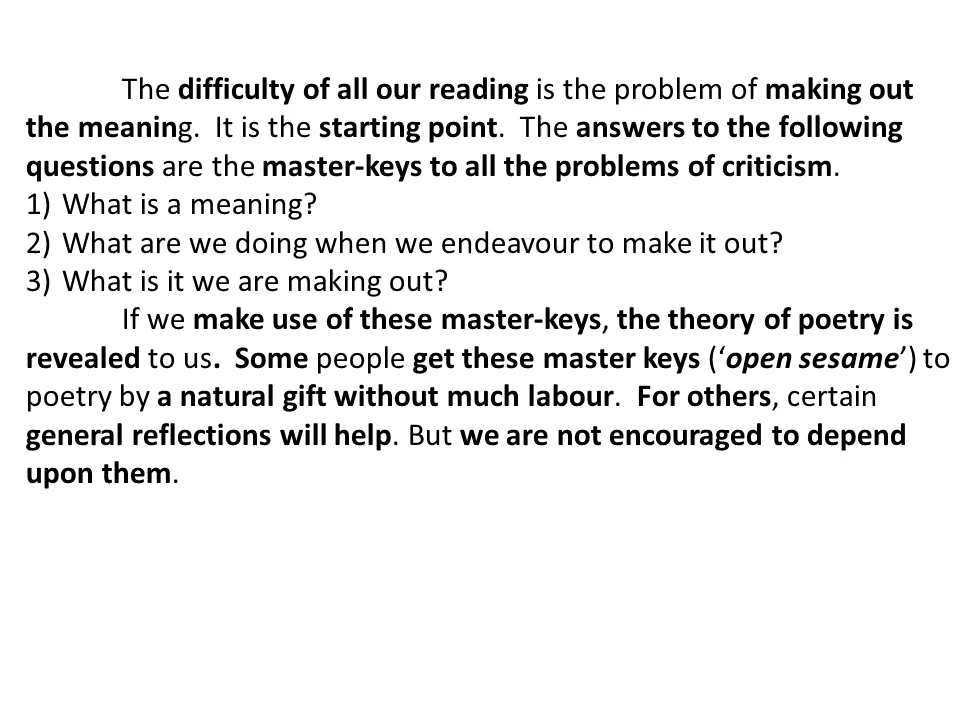 The difficulty of all our reading is the problem of making out
the meaning. It is the starting point. The answers to the following
questions are the master-keys to all the problems of criticism.
1) What is a meaning?
2) What are we doing when we endeavour to make it out?
3) What is it we are making out?
If we make use of these master-keys, the theory of poetry is
revealed to us. Some people get these master keys (‘open sesame’) to
poetry by a natural gift without much labour. For others, certain
general reflections will help. But we are not encouraged to depend
upon them.